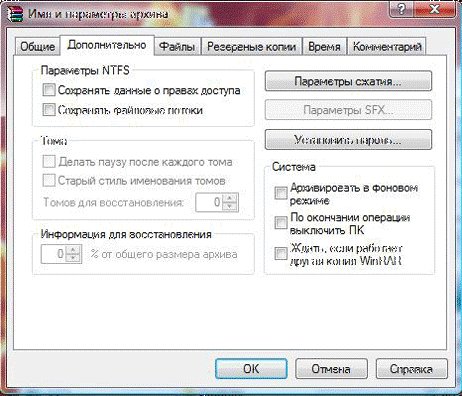 Имя и параметры архива
Общие Дополнительно Файлы Резервные копии Время Комментарий
Параметры NTFS
Сохранять данные о правах доступа
Сохранять файловые потоки
Параметры сжатия...
Параметры SFX...
Установить пароль...
Тома
Делать паузу после каждого тома
Старый стиль именования томов
Томов для восстановления: 0
Система
Архивировать в фоновом
режиме
По окончании операции
выключить ПК
Ждать, если работает
другая копия WinRAR
Информация для восстановления
0 % от общего размера архива
OK Отмена Справка